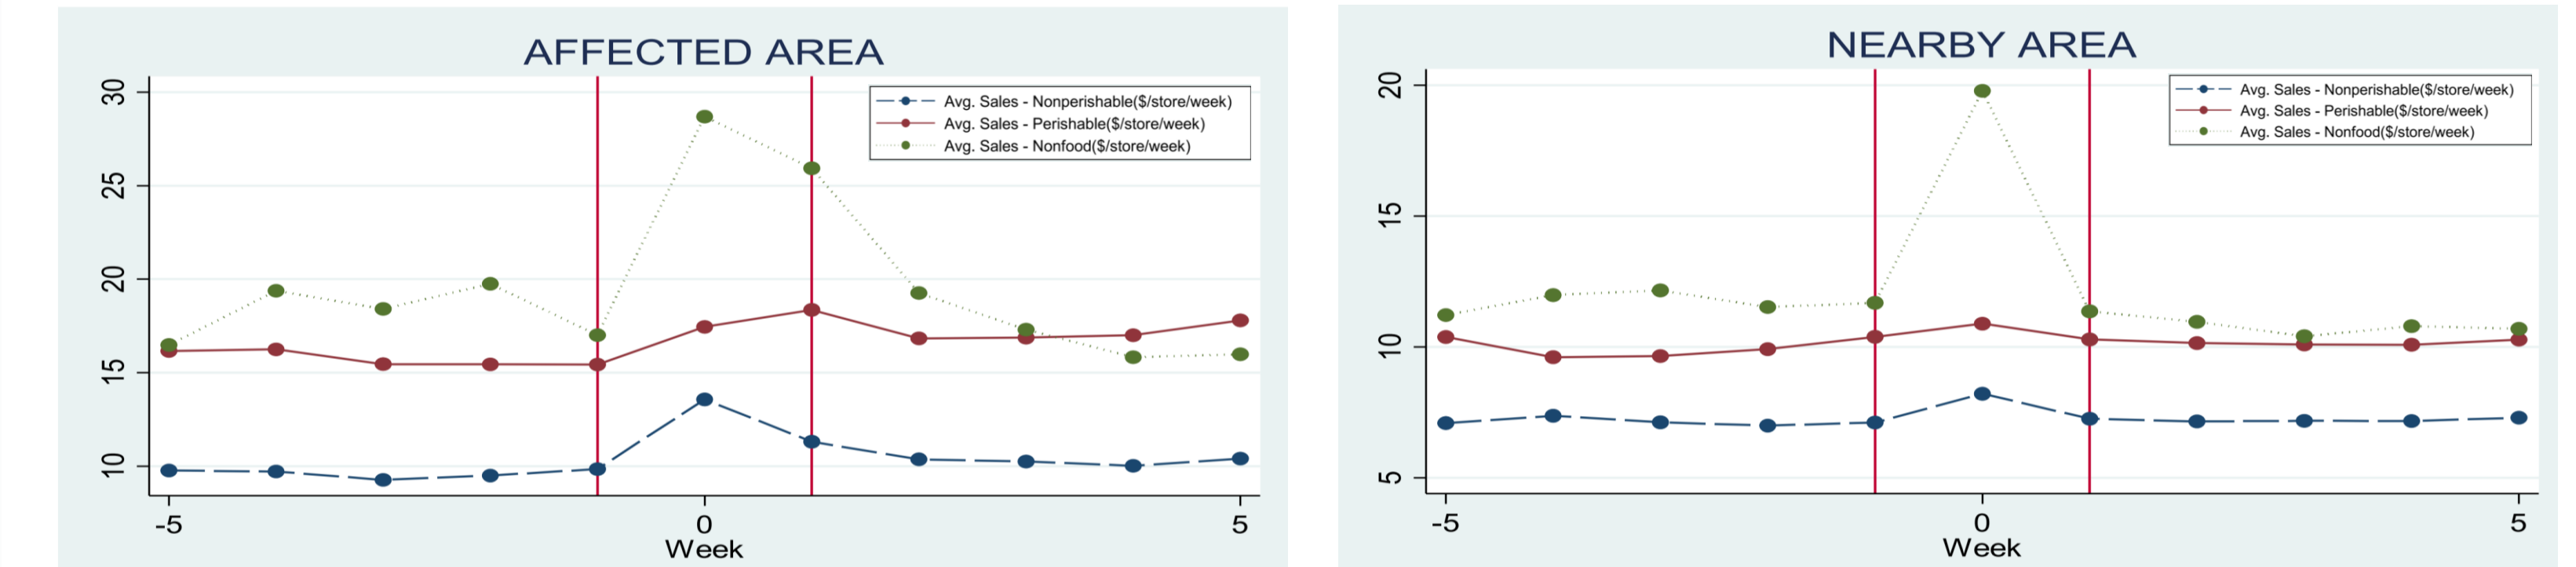 AFFECTED AREA
30
25
20
15
10
Avg. Sales - Nonperishable($/store/week)
Avg. Sales - Perishable($/store/week)
Avg. Sales - Nonfood($/store/week)
-5 0 5
Week
NEARBY AREA
20
15
10
5
Avg. Sales - Nonperishable($/store/week)
Avg. Sales - Perishable($/store/week)
Avg. Sales - Nonfood($/store/week)
-5 0 5
Week